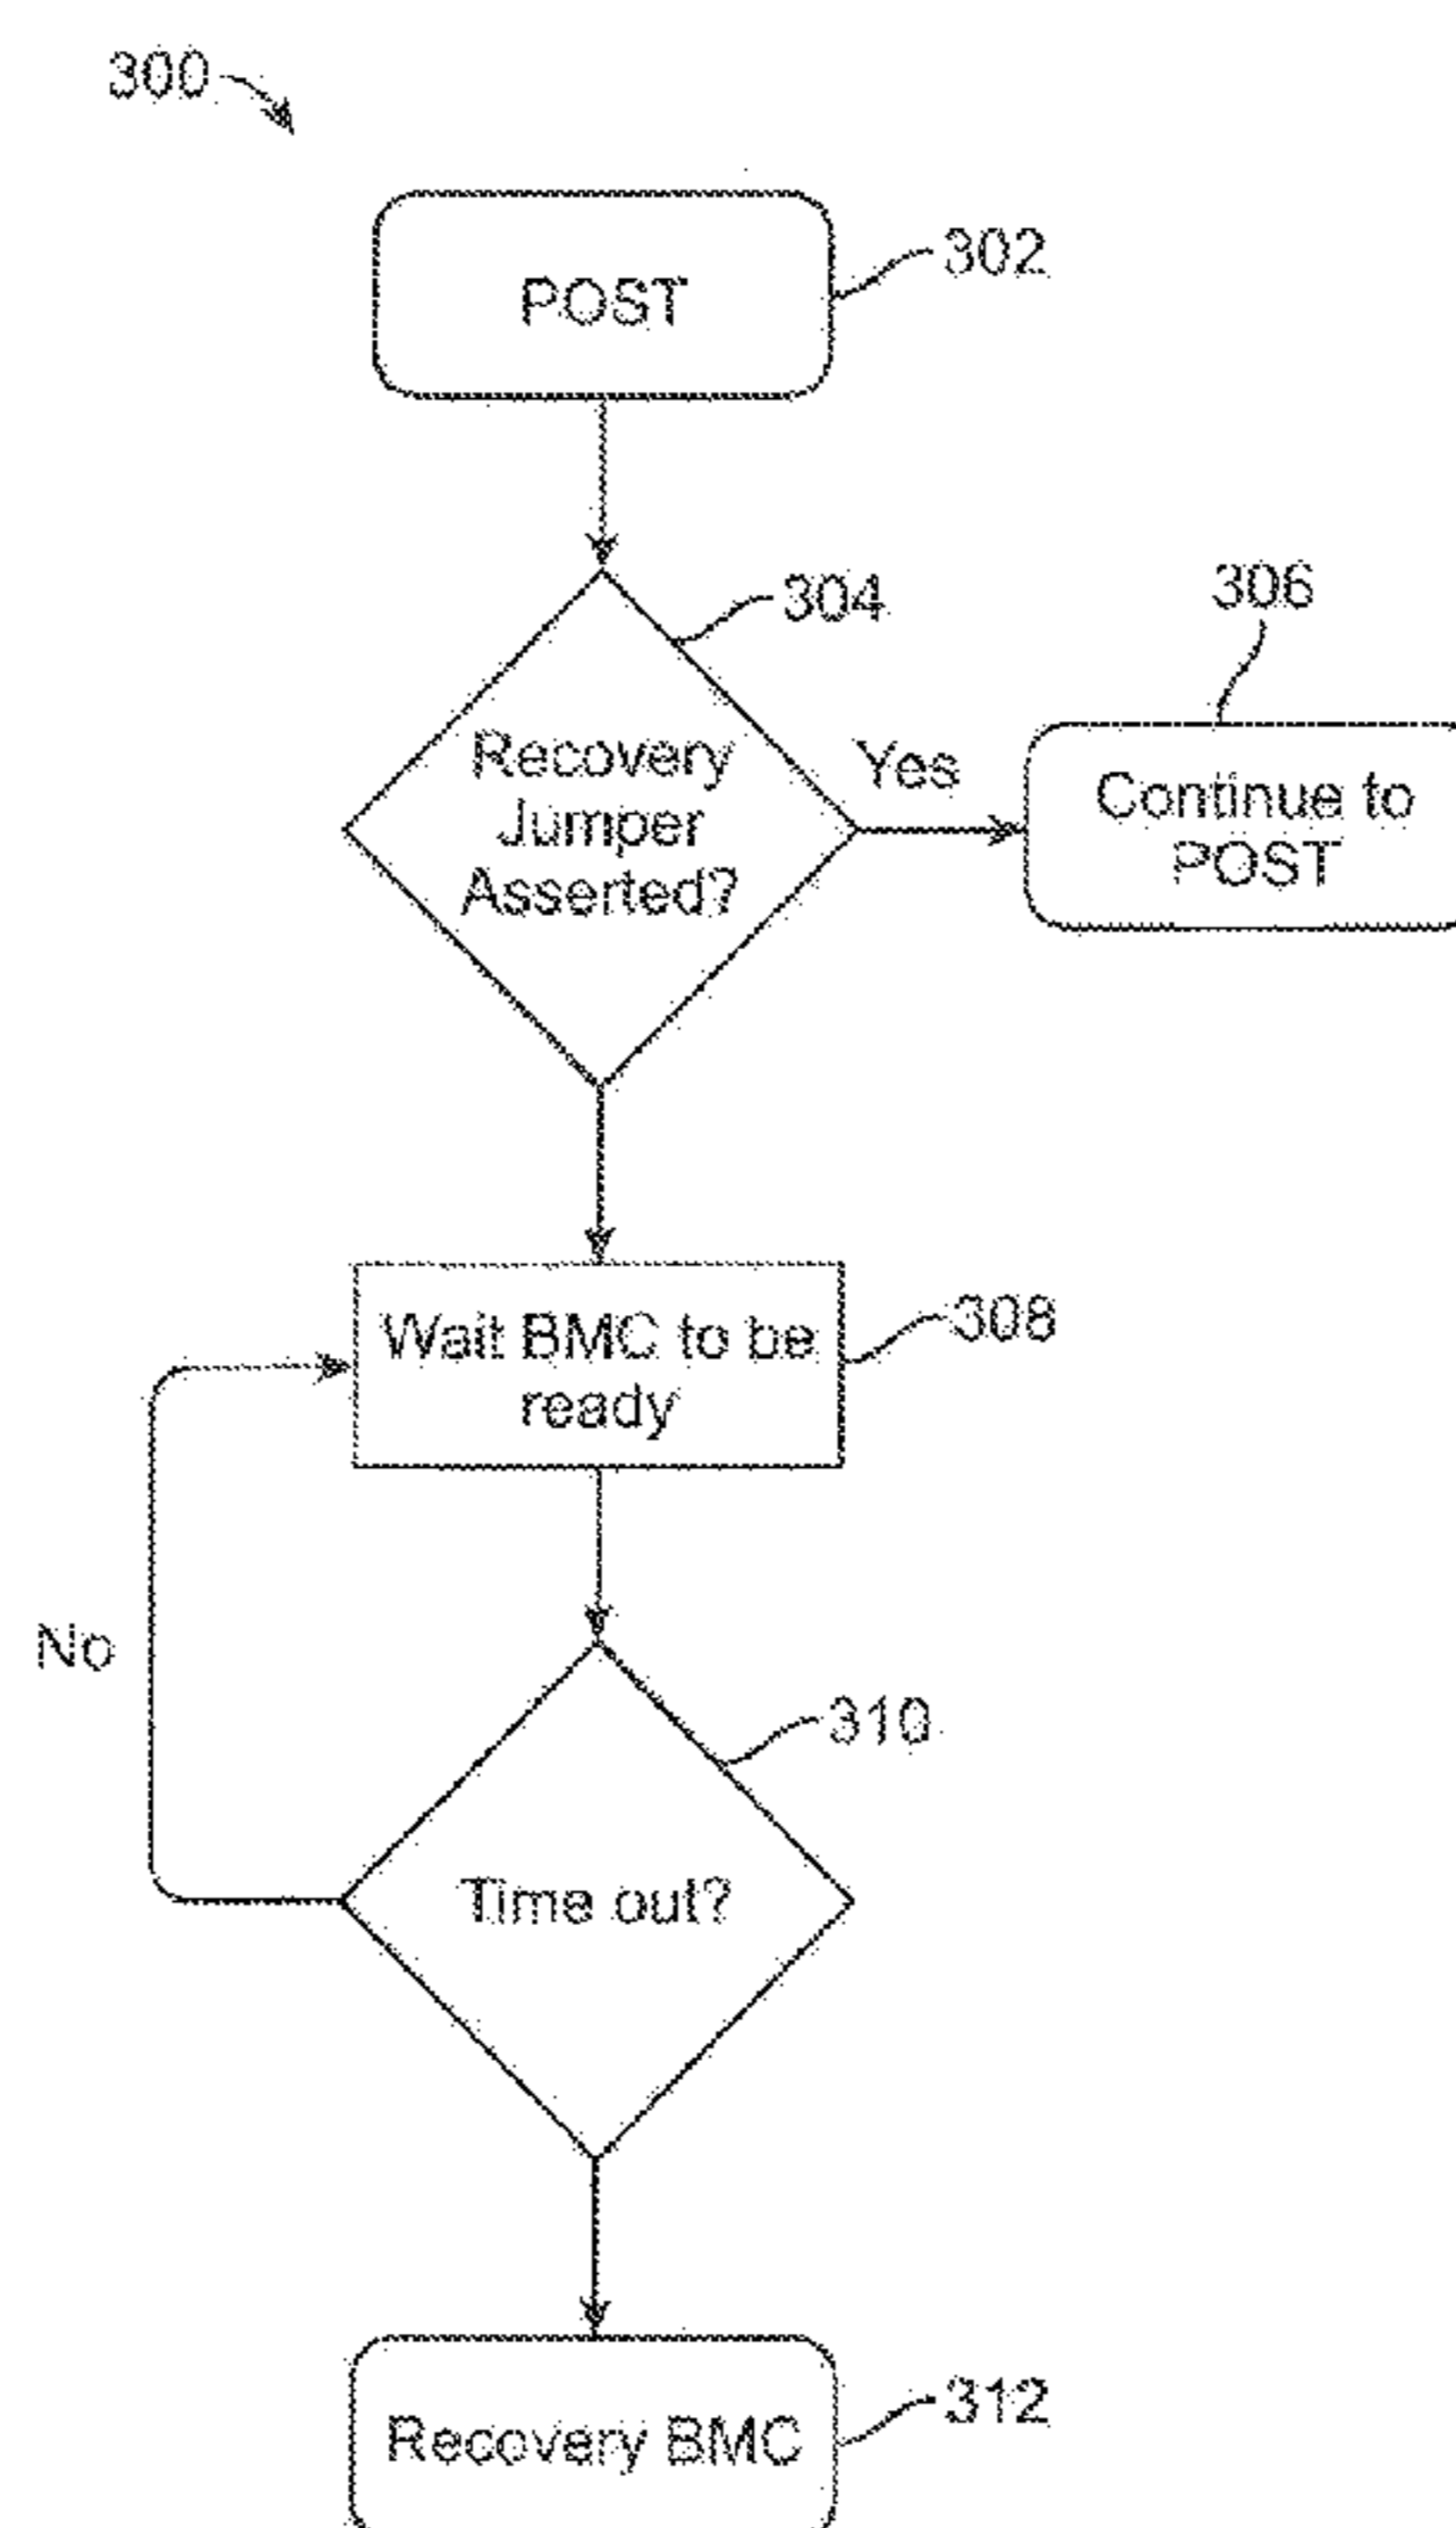 300
POST
302
304
306
Recovery
Jumper
Asserted?
Yes
Continue to
POST
Wait BMC to be
ready
308
No
310
Time out?
Recovery BMC
312